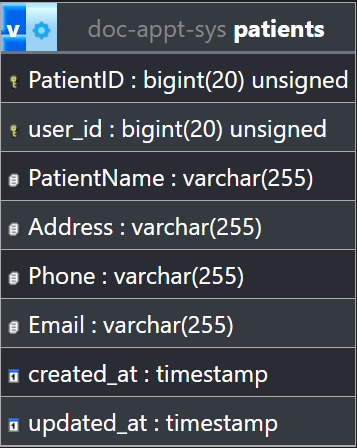 v doc-appt-sys patients
PatientID : bigint(20) unsigned
user_id : bigint(20) unsigned
PatientName : varchar(255)
Address : varchar(255)
Phone : varchar(255)
Email : varchar(255)
created_at : timestamp
updated_at : timestamp